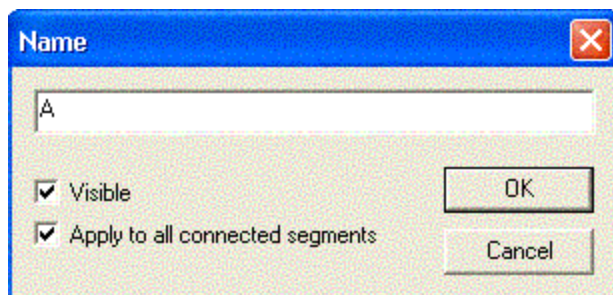 Name
A
Visible
OK
Apply to all connected segments
Cancel